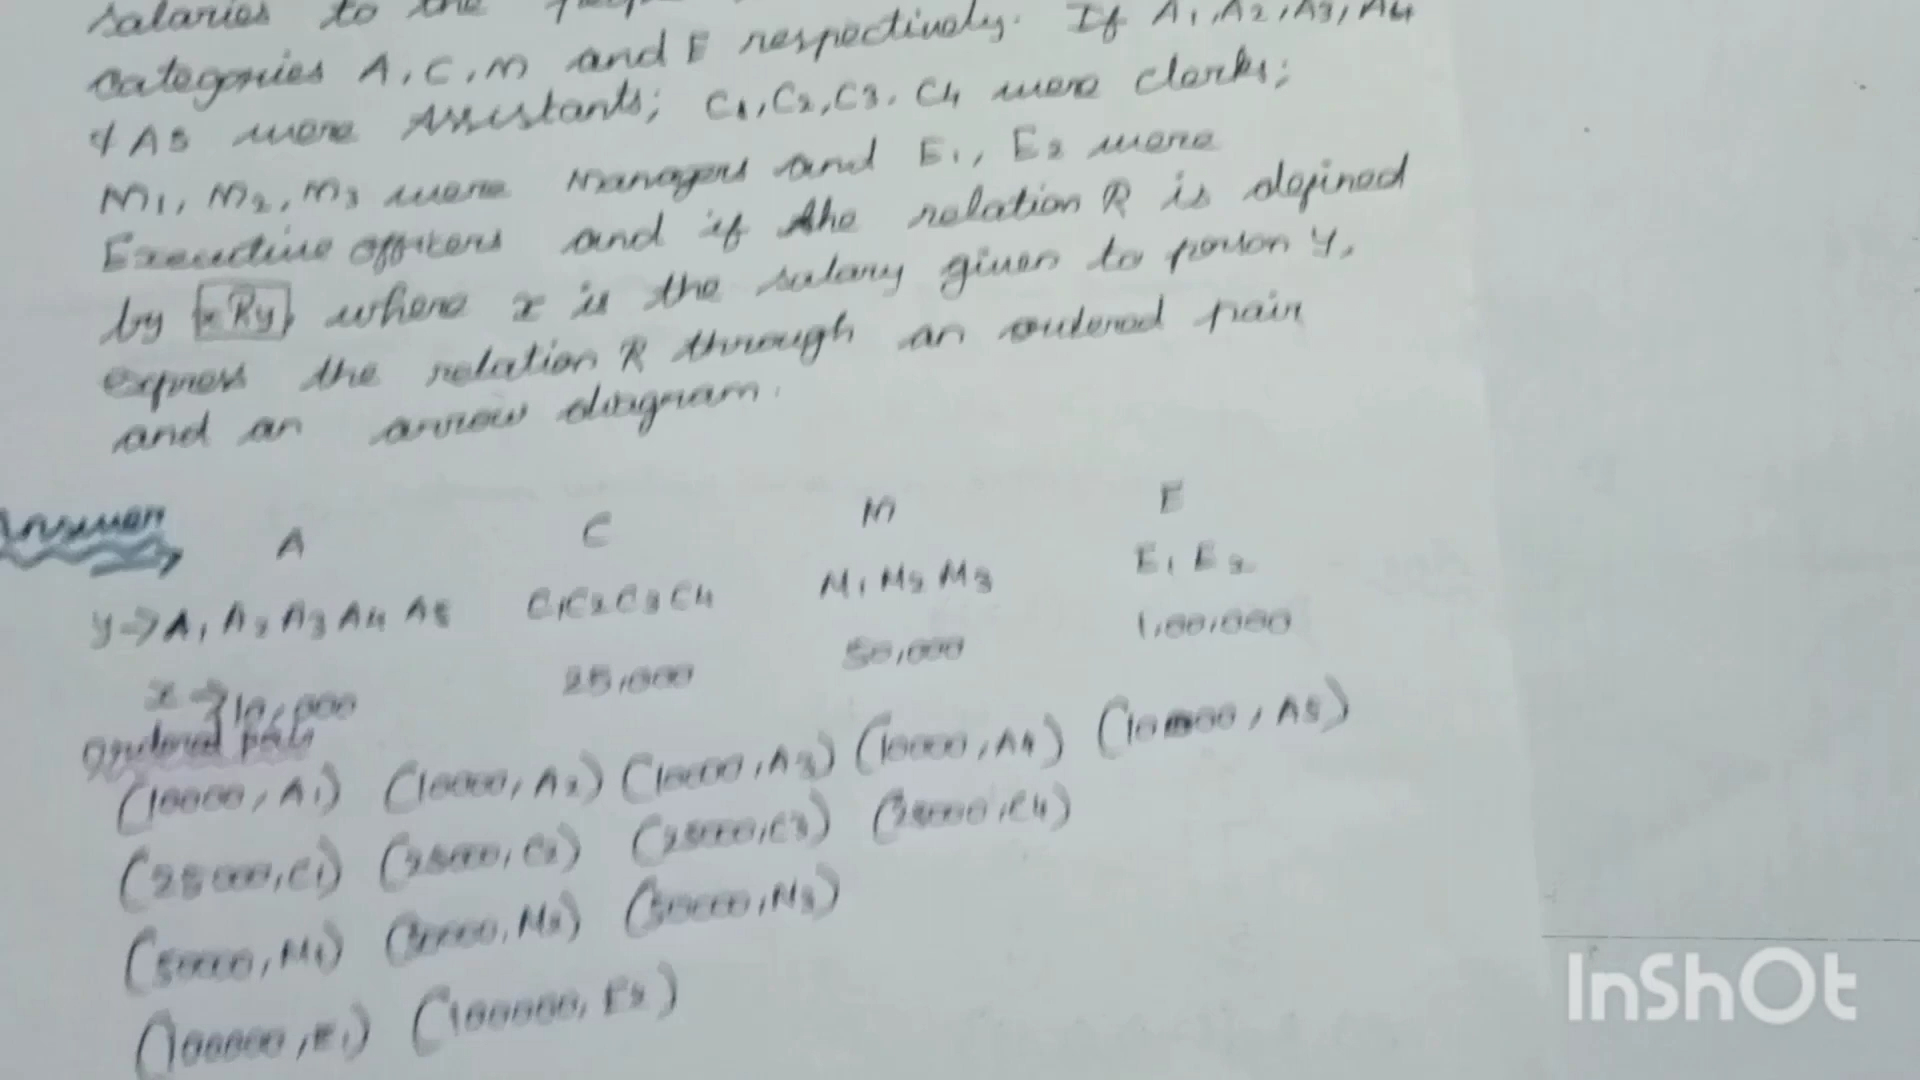 salaries to the
categories A, C, M and E respectively. If A1, A2, A3, A4
& A5 were Assistants; C1, C2, C3, C4 were clerks;
M1, M2, M3 were Managers and E1, E2 were
Executive officers and if the relation R is defined
by xRy, where x is the salary given to person y,
express the relation R through an ordered pair
and an arrow diagram.
Answer A C M E
y→A1 A2 A3 A4 A5 C1C2C3C4 M1 M2 M3 E1 E2
x→10,000 25,000 50,000 1,00,000
Ordered pair
(10000, A1) (10000, A2) (10000, A3) (10000, A4) (10000, A5)
(25000, C1) (25000, C2) (25000, C3) (25000, C4)
(50000, M1) (50000, M2) (50000, M3)
(100000, E1) (100000, E2)
InShOt